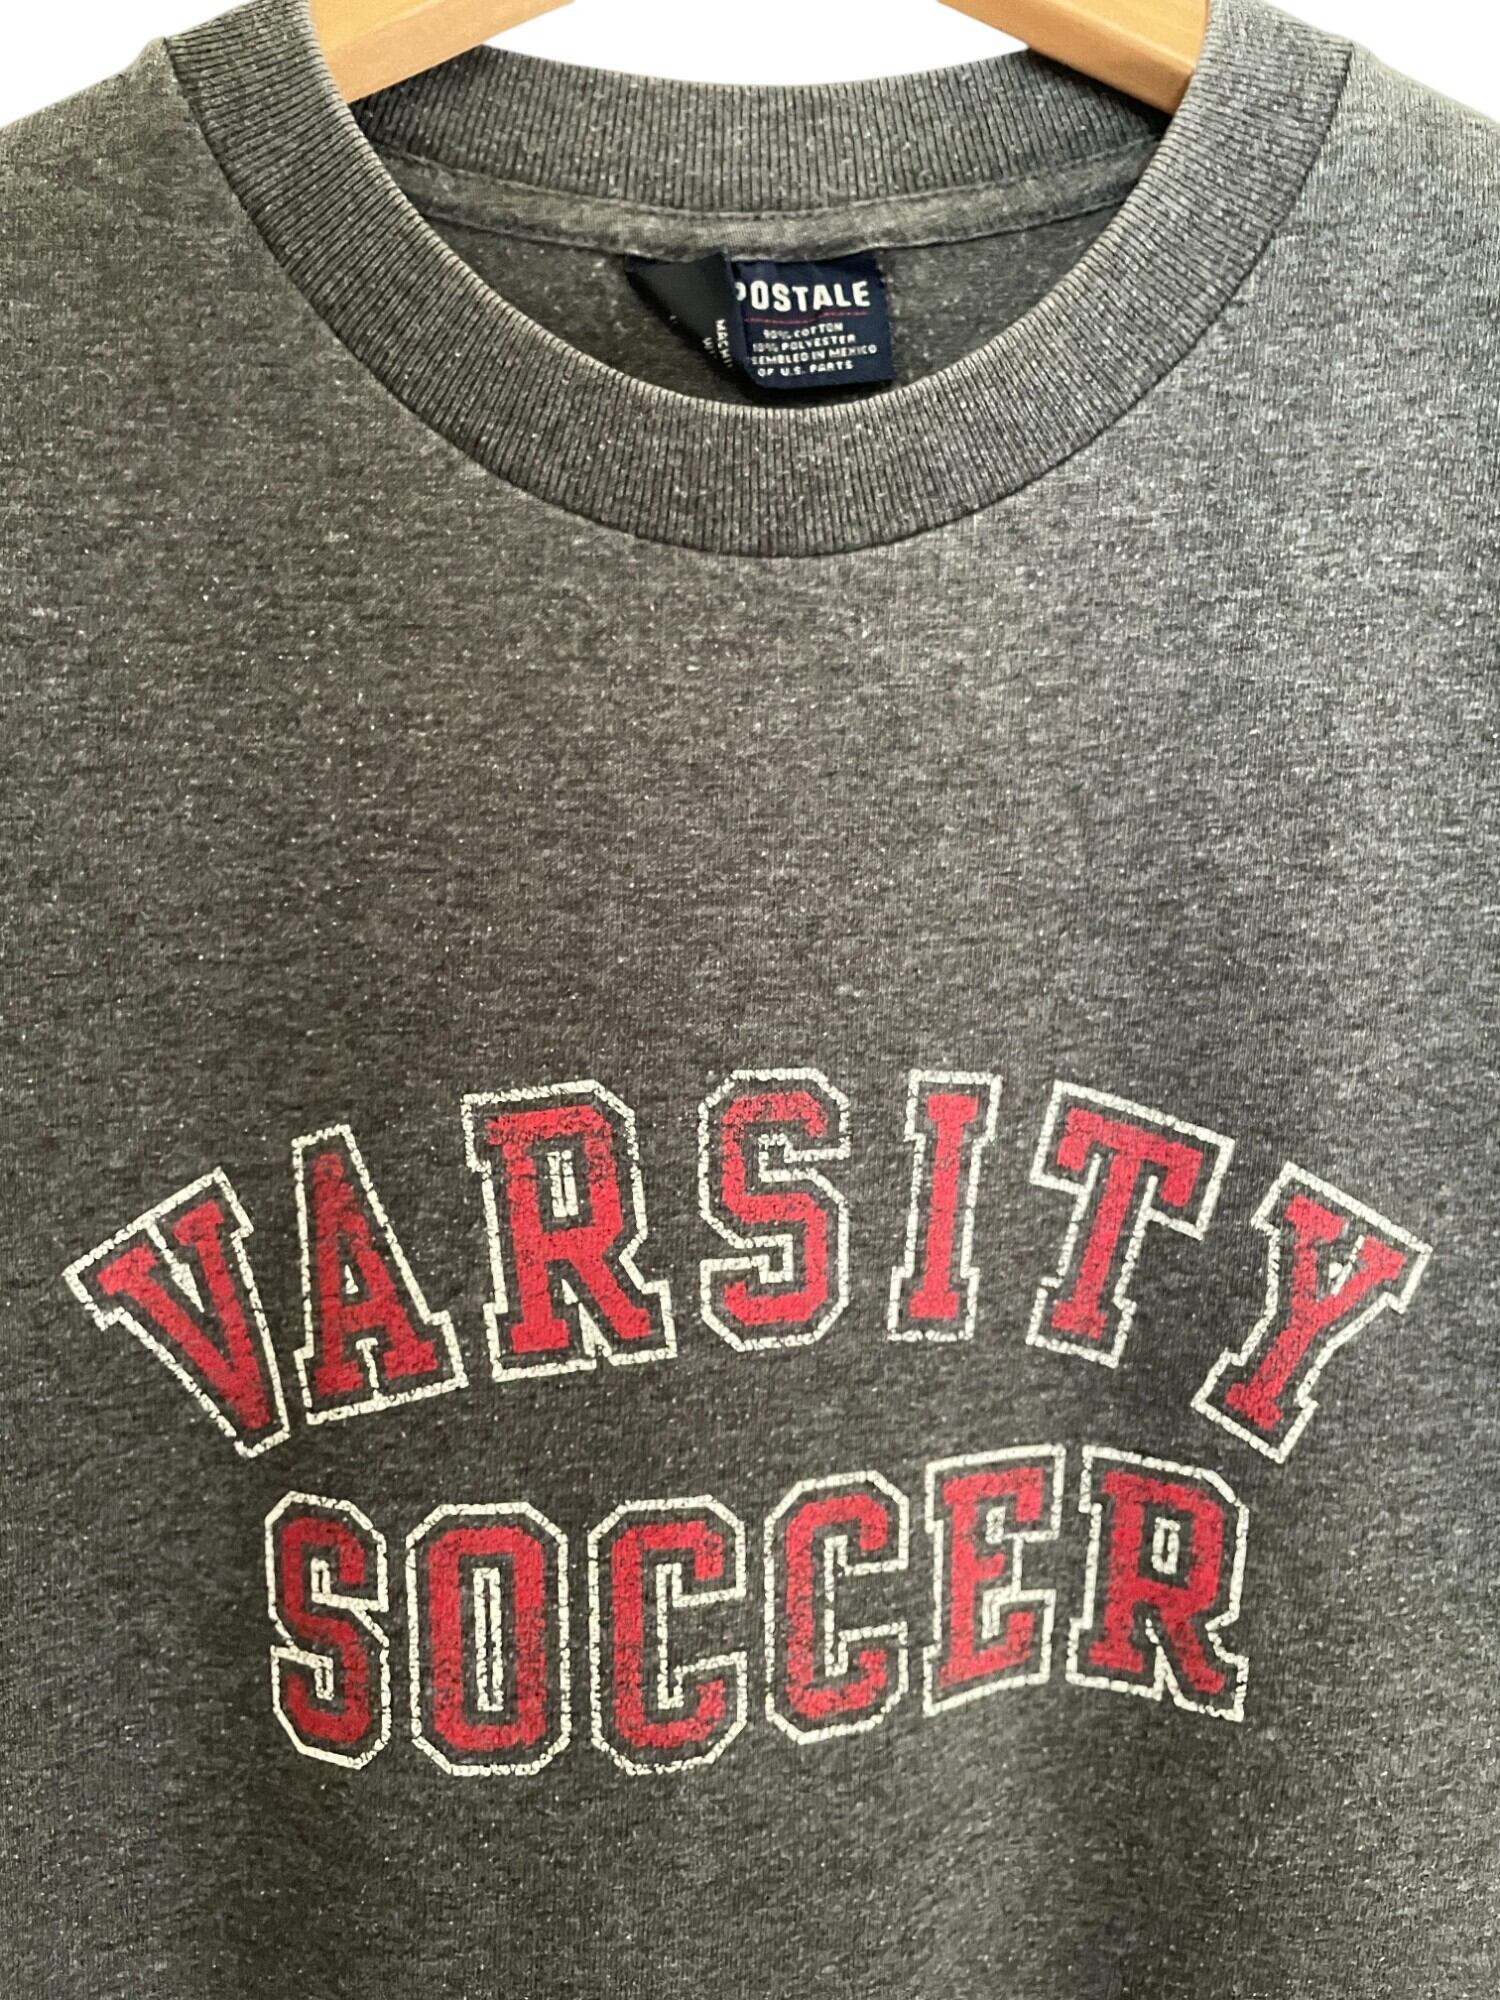 POSTALE
90% COTTON
10% POLYESTER
SEMBLED IN MEXICO
OF U.S. PARTS
VARSITY
SOCCER